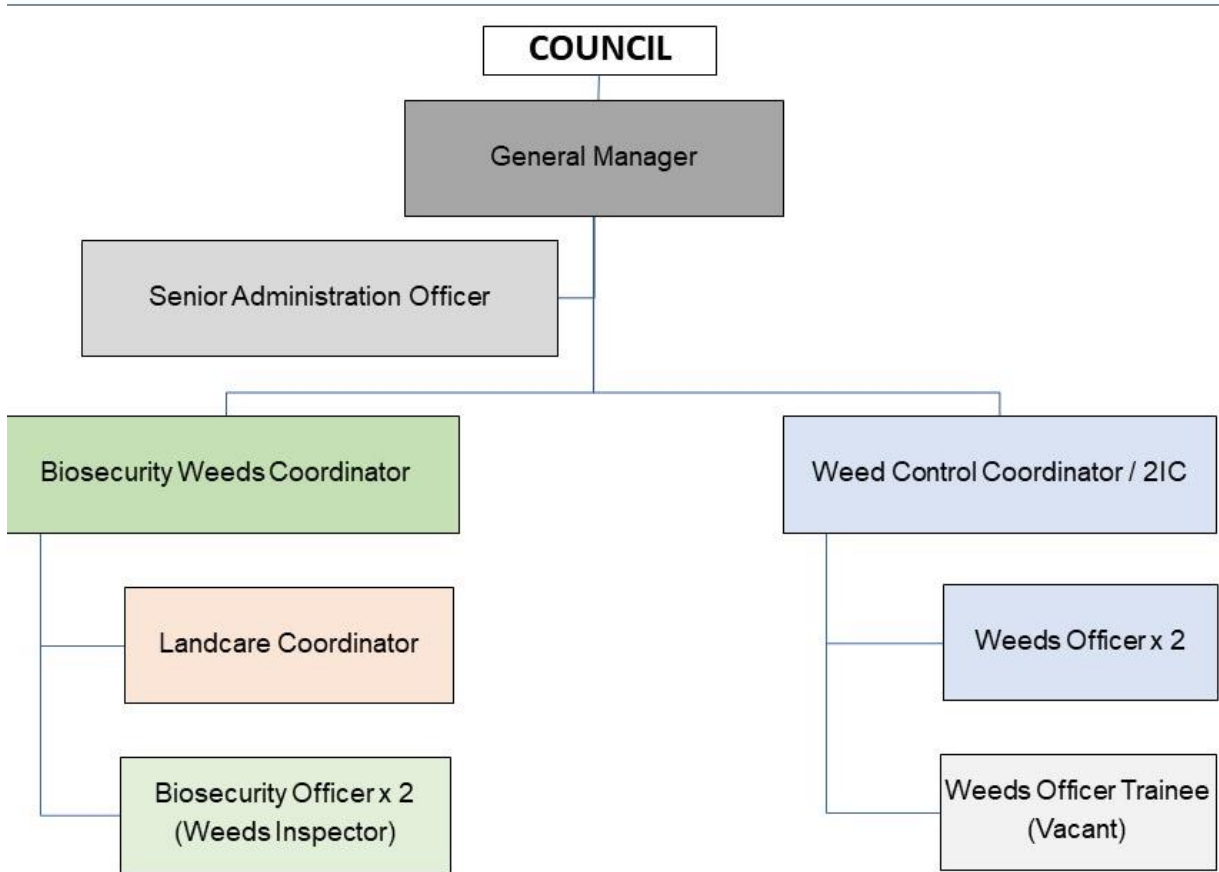 COUNCIL
General Manager
Senior Administration Officer
Biosecurity Weeds Coordinator
Weed Control Coordinator / 2IC
Landcare Coordinator
Weeds Officer x 2
Biosecurity Officer x 2
(Weeds Inspector)
Weeds Officer Trainee
(Vacant)